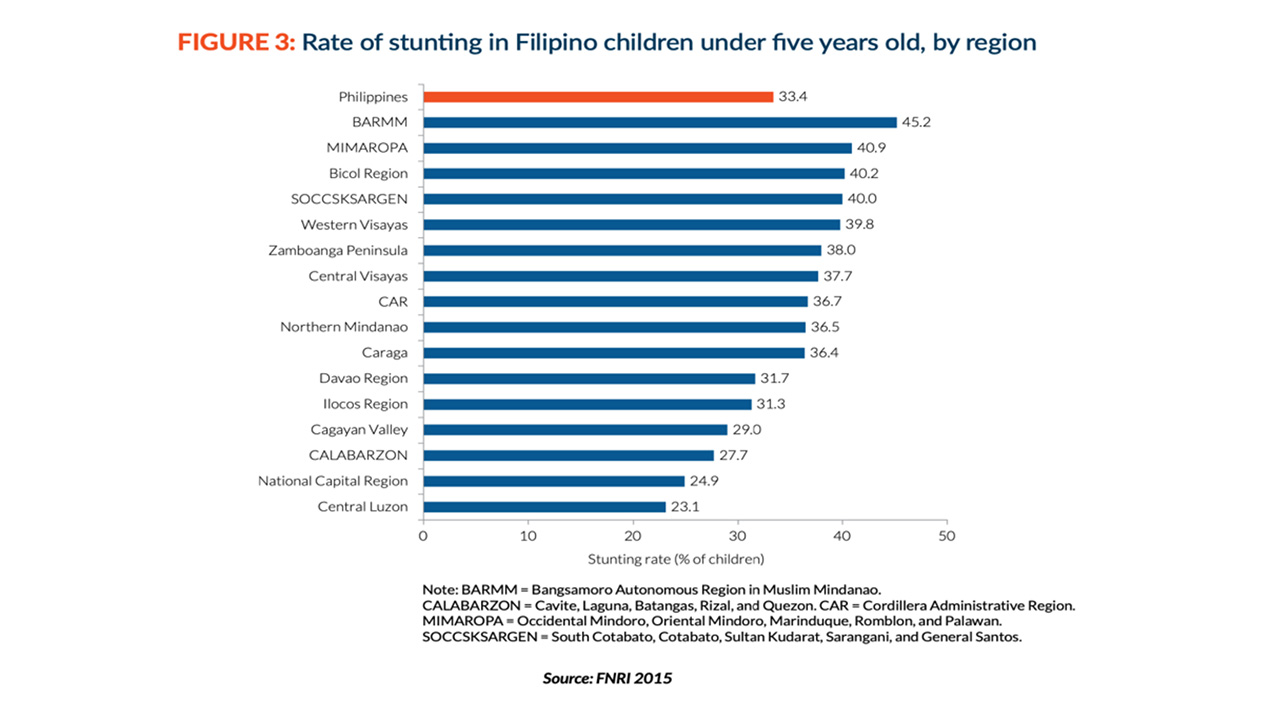 FIGURE 3: Rate of stunting in Filipino children under five years old, by region
Philippines 33.4
BARMM 45.2
MIMAROPA 40.9
Bicol Region 40.2
SOCCSKSARGEN 40.0
Western Visayas 39.8
Zamboanga Peninsula 38.0
Central Visayas 37.7
CAR 36.7
Northern Mindanao 36.5
Caraga 36.4
Davao Region 31.7
Ilocos Region 31.3
Cagayan Valley 29.0
CALABARZON 27.7
National Capital Region 24.9
Central Luzon 23.1
0 10 20 30 40 50
Stunting rate (% of children)
Note: BARMM = Bangsamoro Autonomous Region in Muslim Mindanao.
CALABARZON = Cavite, Laguna, Batangas, Rizal, and Quezon. CAR = Cordillera Administrative Region.
MIMAROPA = Occidental Mindoro, Oriental Mindoro, Marinduque, Romblon, and Palawan.
SOCCSKSARGEN = South Cotabato, Cotabato, Sultan Kudarat, Sarangani, and General Santos.
Source: FNRI 2015